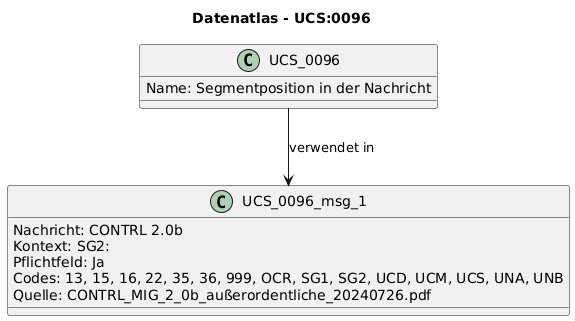 Datenatlas - UCS:0096
C UCS_0096
Name: Segmentposition in der Nachricht
verwendet in
C UCS_0096_msg_1
Nachricht: CONTRL 2.0b
Kontext: SG2:
Pflichtfeld: Ja
Codes: 13, 15, 16, 22, 35, 36, 999, OCR, SG1, SG2, UCD, UCM, UCS, UNA, UNB
Quelle: CONTRL_MIG_2_0b_außerordentliche_20240726.pdf